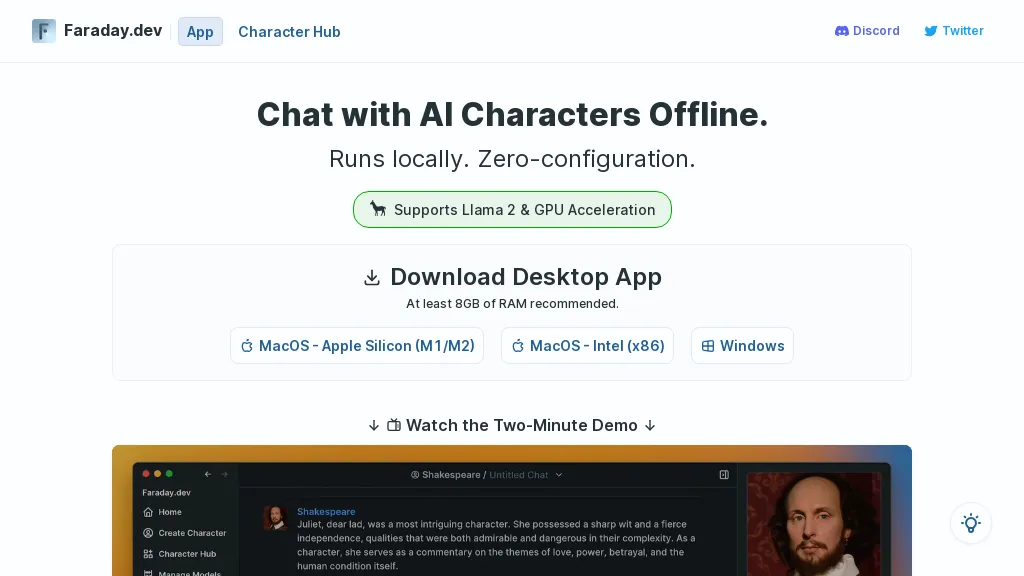 Faraday.dev
App
Character Hub
Discord
Twitter
Chat with AI Characters Offline.
Runs locally. Zero-configuration.
Supports Llama 2 & GPU Acceleration
Download Desktop App
At least 8GB of RAM recommended.
MacOS - Apple Silicon (M1/M2)
MacOS - Intel (x86)
Windows
↓ Watch the Two-Minute Demo ↓
Shakespeare / Untitled Chat
Faraday.dev
Home
Create Character
Character Hub
Manage Models
Shakespeare
Juliet, dear lad, was a most intriguing character. She possessed a sharp wit and a fierce
independence, qualities that were both admirable and dangerous in their complexity. As a
character, she serves as a commentary on the themes of love, power, betrayal, and the
human condition itself.